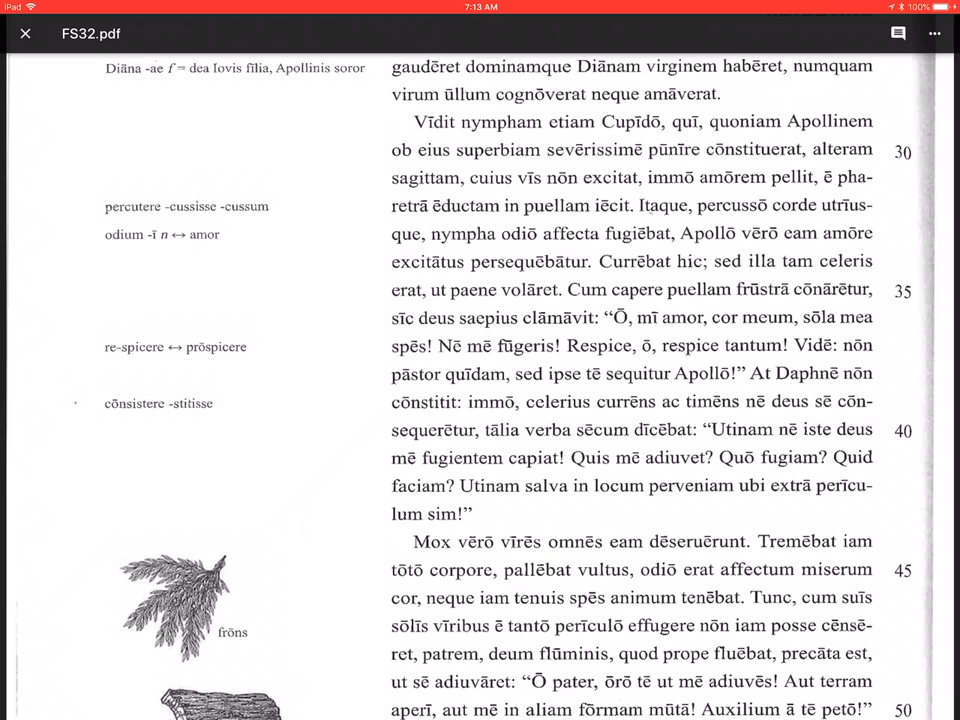 iPad
7:13 AM
100%
FS32.pdf
Diāna -ae f = dea Iovis fīlia, Apollinis soror
percutere -cussisse -cussum
odium -ī n ↔ amor
re-spicere ↔ prōspicere
cōnsistere -stitisse
frōns
gaudēret dominamque Diānam virginem habēret, numquam
virum ūllum cognōverat neque amāverat.
Vīdit nympham etiam Cupīdō, quī, quoniam Apollinem
ob eius superbiam sevērissimē pūnīre cōnstituerat, alteram
sagittam, cuius vīs nōn excitat, immō amōrem pellit, ē pha-
retrā ēductam in puellam iēcit. Itaque, percussō corde utrīus-
que, nympha odiō affecta fugiēbat, Apollō vērō eam amōre
excitātus persequēbātur. Currēbat hic; sed illa tam celeris
erat, ut paene volāret. Cum capere puellam frūstrā cōnārētur,
sīc deus saepius clāmāvit: “Ō, mī amor, cor meum, sōla mea
spēs! Nē mē fūgeris! Respice, ō, respice tantum! Vidē: nōn
pāstor quīdam, sed ipse tē sequitur Apollō!” At Daphnē nōn
cōnstitit: immō, celerius currēns ac timēns nē deus sē cōn-
sequerētur, tālia verba sēcum dīcēbat: “Utinam nē iste deus
mē fugientem capiat! Quis mē adiuvet? Quō fugiam? Quid
faciam? Utinam salva in locum perveniam ubi extrā perīcu-
lum sim!”
Mox vērō vīrēs omnēs eam dēseruērunt. Tremēbat iam
tōtō corpore, pallēbat vultus, odiō erat affectum miserum
cor, neque iam tenuis spēs animum tenēbat. Tunc, cum suīs
sōlīs vīribus ē tantō perīculō effugere nōn iam posse cēnsē-
ret, patrem, deum flūminis, quod prope fluēbat, precāta est,
ut sē adiuvāret: “Ō pater, ōrō tē ut mē adiuvēs! Aut terram
aperī, aut mē in aliam fōrmam mūtā! Auxilium ā tē petō!”
30
35
40
45
50